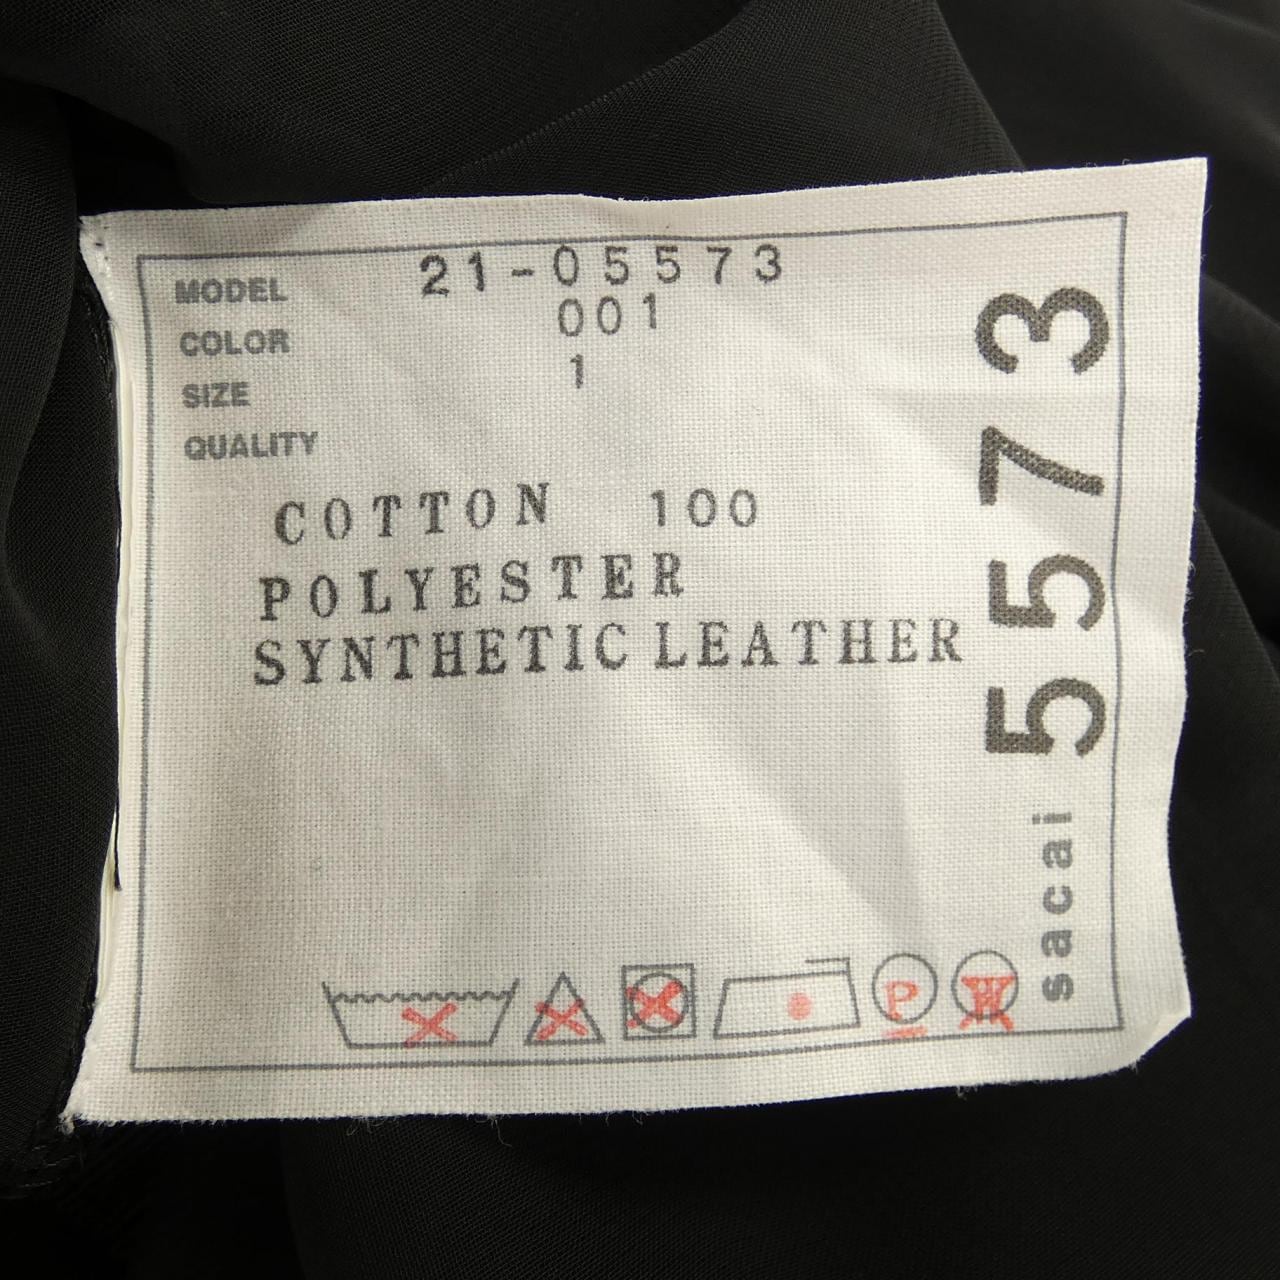 MODEL 21-05573
COLOR 001
SIZE 1
QUALITY
COTTON 100
POLYESTER
SYNTHETIC LEATHER
P
W
sacai 5573